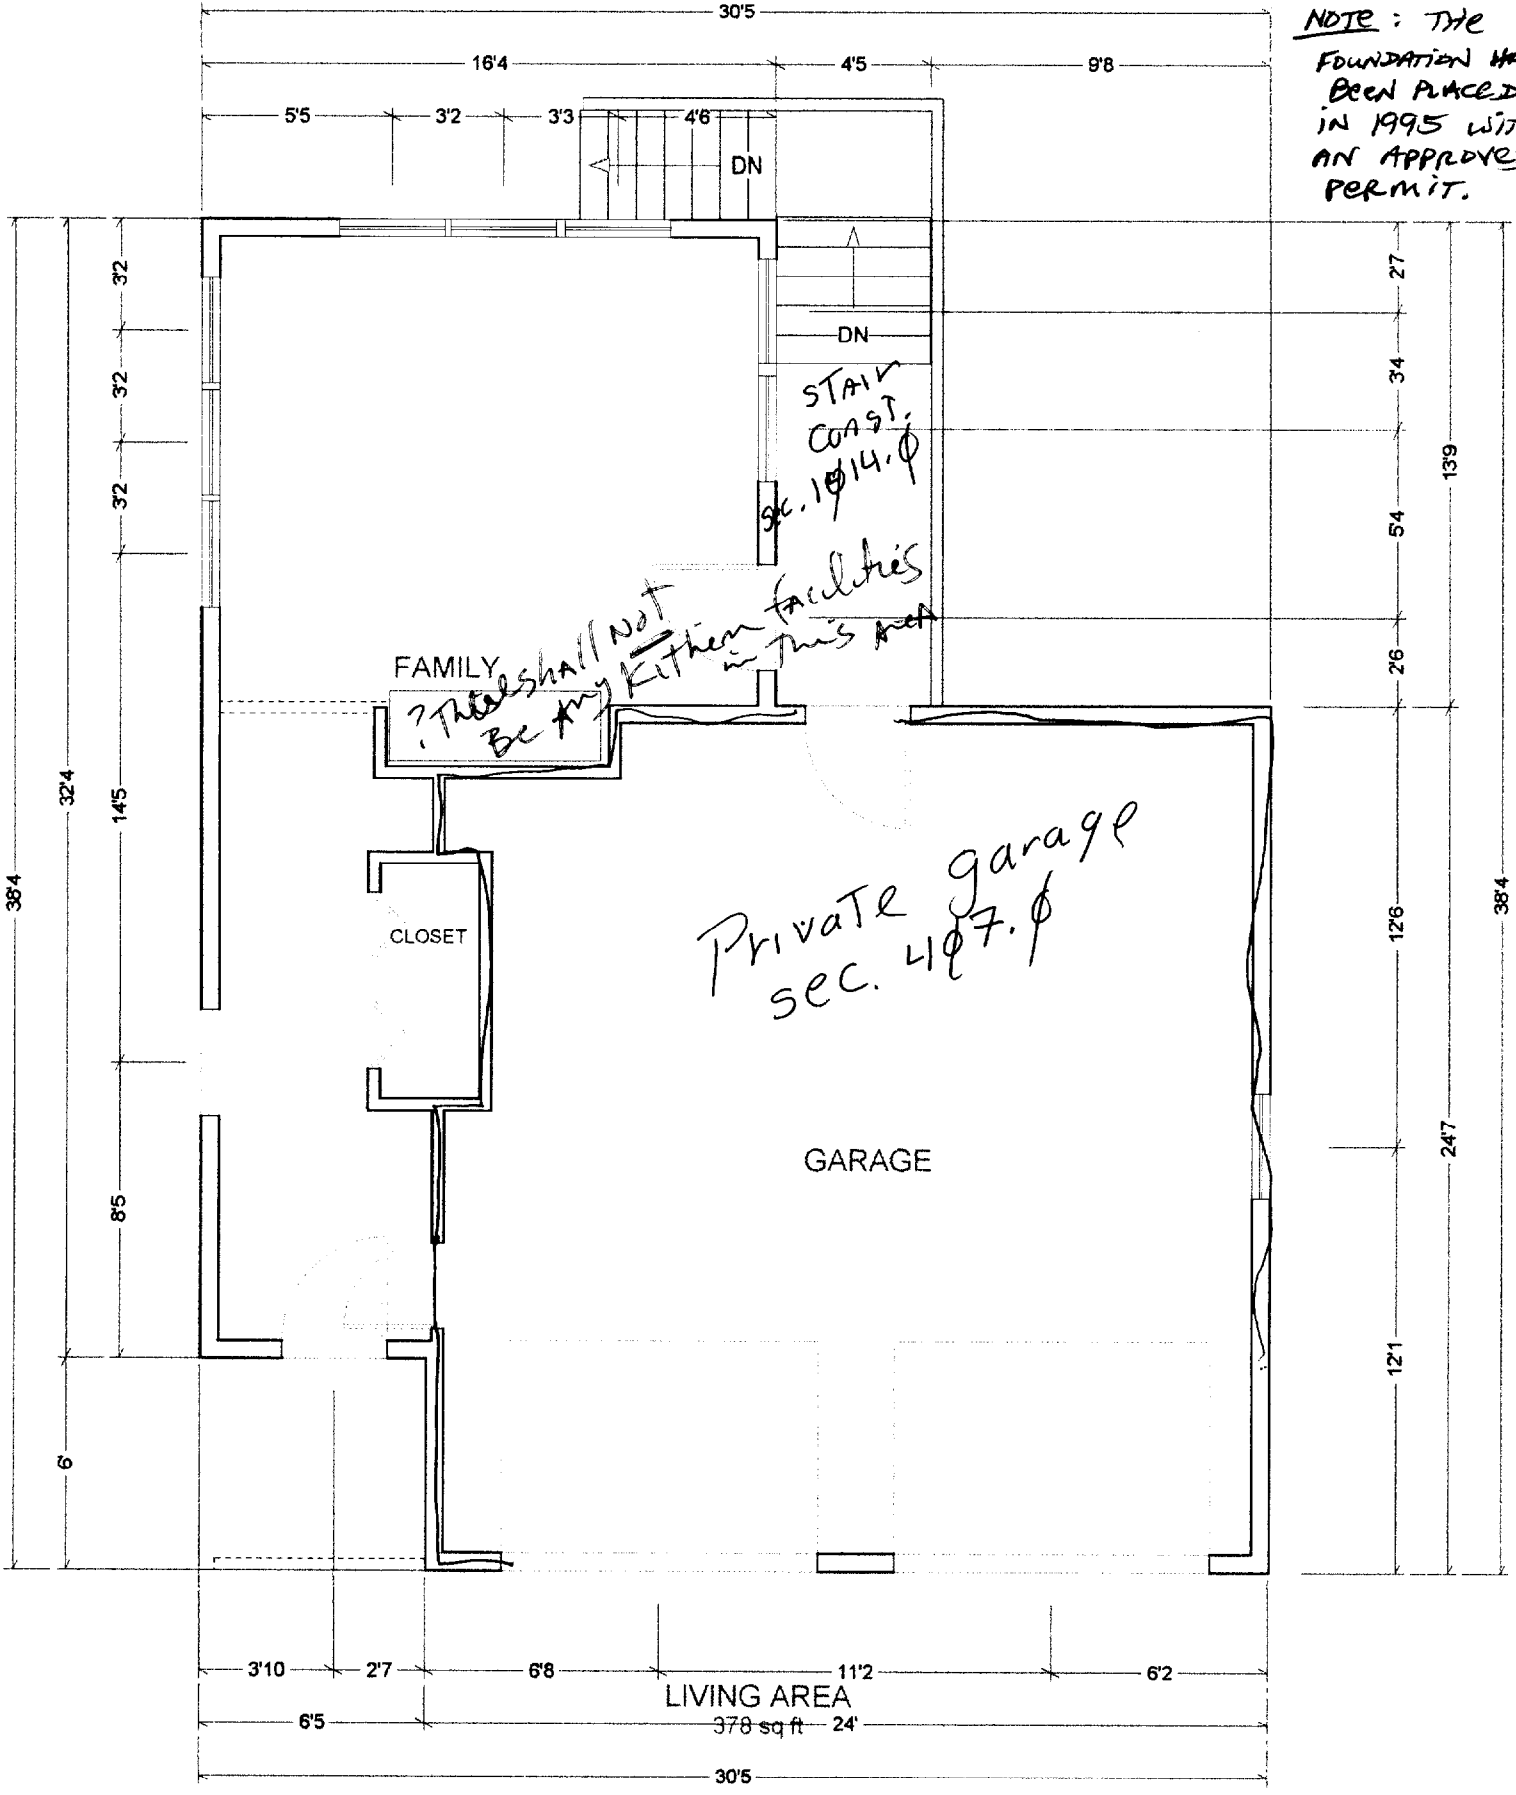 30'5
NOTE : THE
FOUNDATION HA
BEEN PLACED
IN 1995 WIT
AN APPROVE
PERMIT.
16'4 4'5 9'8
5'5 3'2 3'3 4'6
DN
DN
STAIR
CONST.
Sec. 1014.0
3'2
3'2
3'2
14'5
8'5
32'4
6'
38'4
2'7
3'4
5'4
2'6
12'6
12'1
13'9
24'7
38'4
FAMILY
? There shall Not
Be Any Kithen facilities
in this Area
CLOSET
Private garage
sec. 407.0
GARAGE
3'10 2'7 6'8 11'2 6'2
LIVING AREA
6'5 378 sq ft 24'
30'5